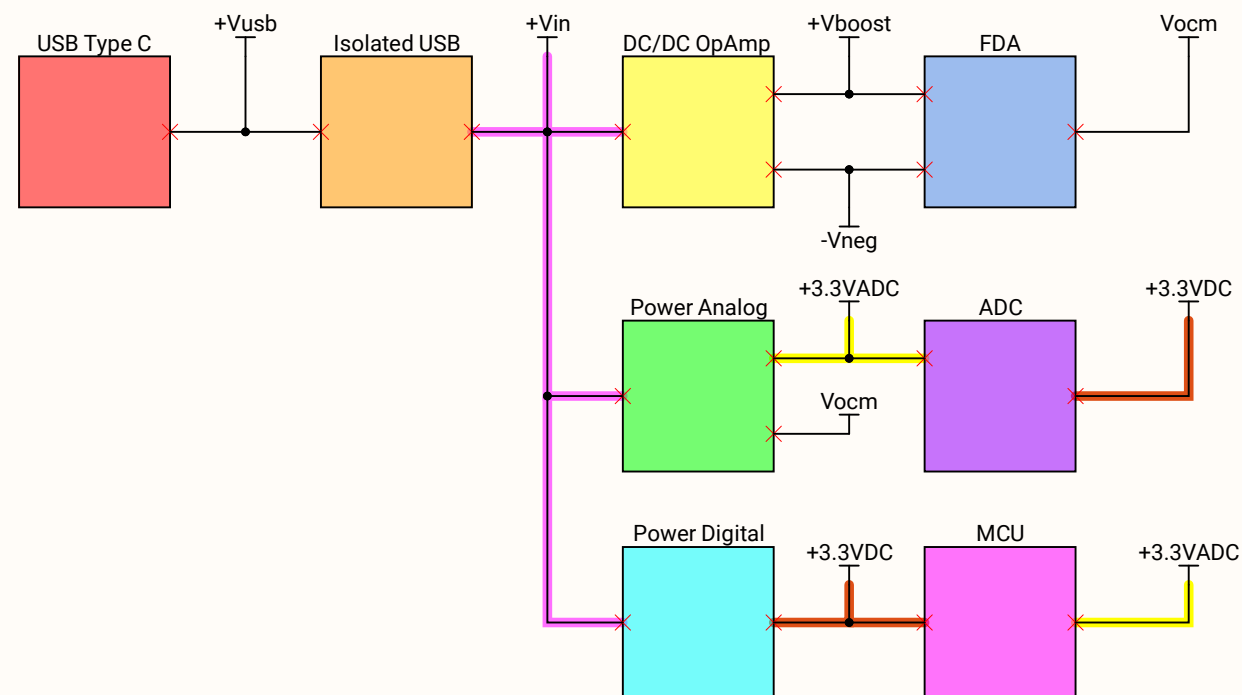 +Vusb
+Vin
+Vboost
Vocm
USB Type C
Isolated USB
DC/DC OpAmp
FDA
-Vneg
+3.3VADC
+3.3VDC
Power Analog
ADC
Vocm
Power Digital
MCU
+3.3VDC
+3.3VADC